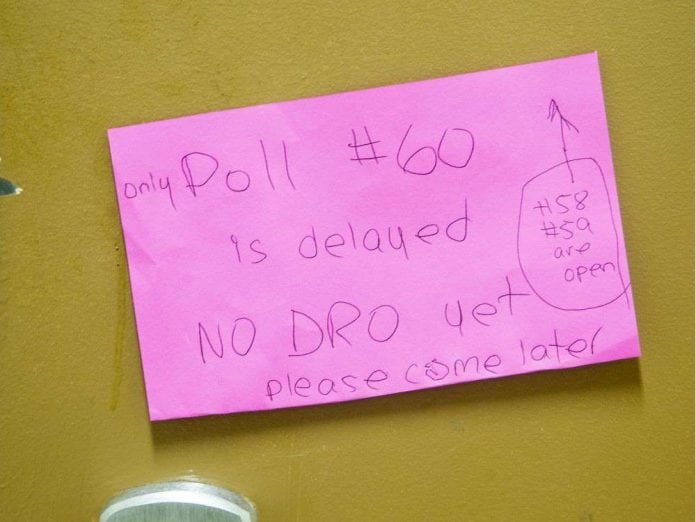 only Poll #60
is delayed
NO DRO yet
please come later
#58
#59
are
open